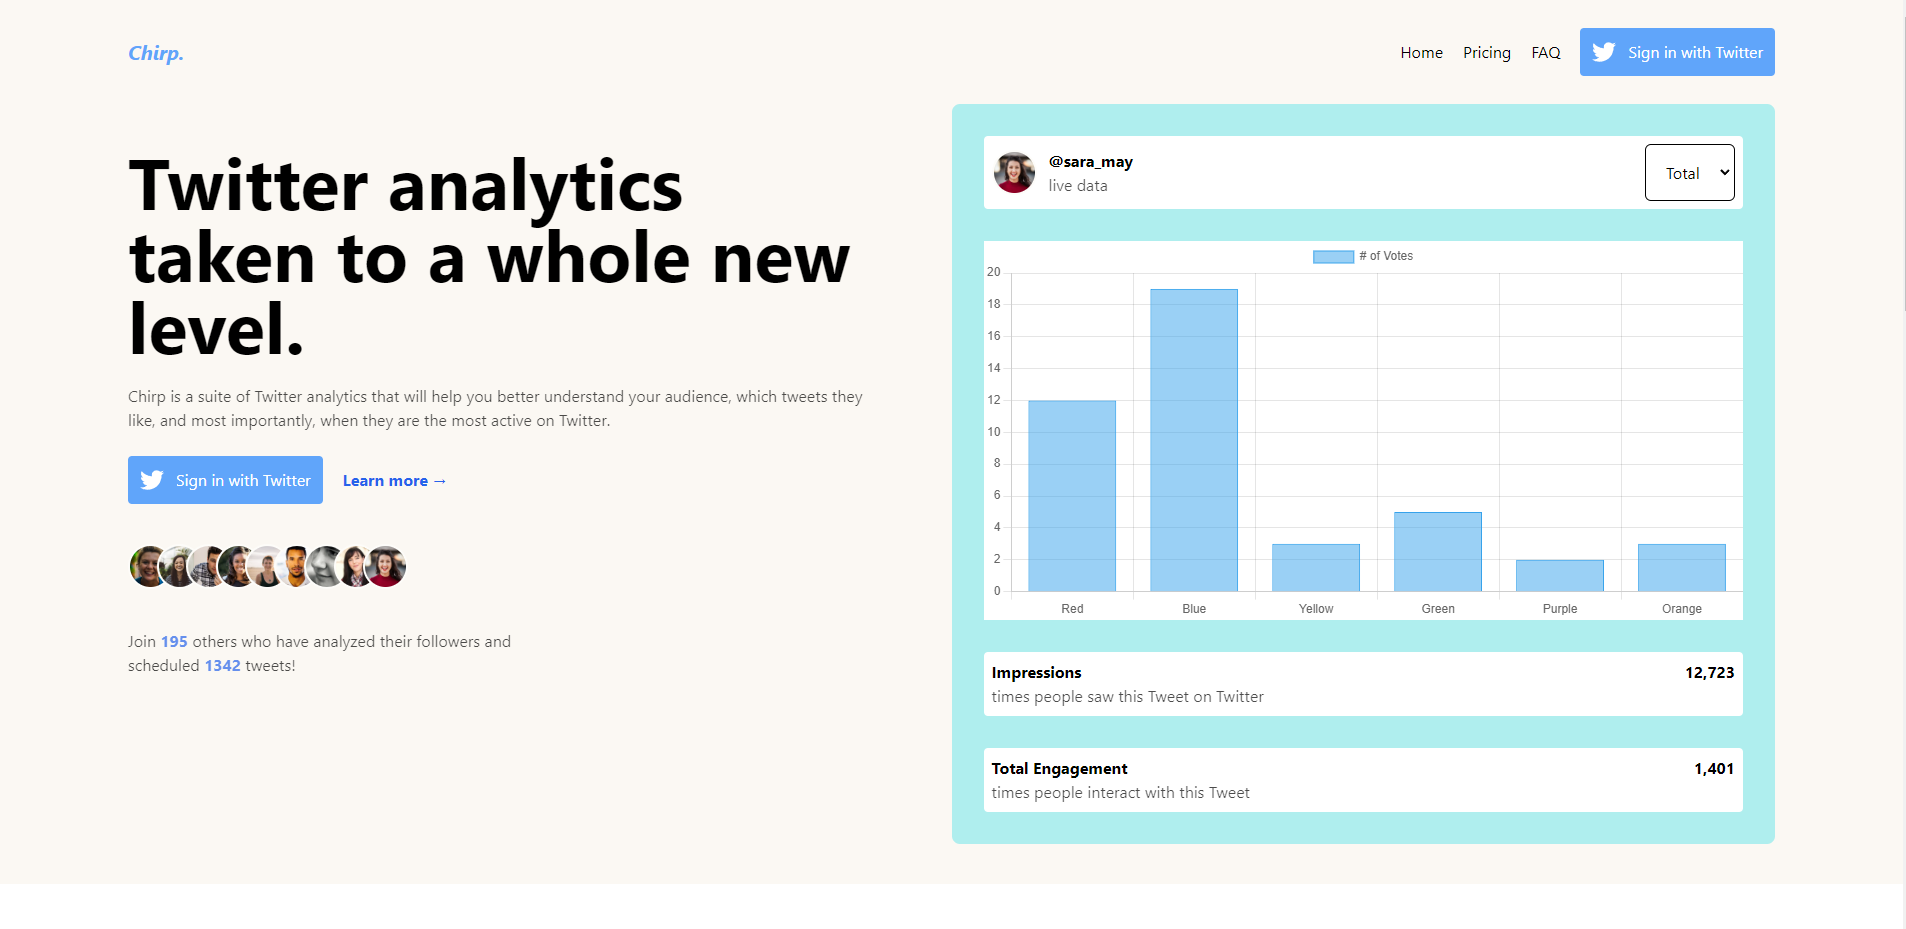 Chirp.
Home Pricing FAQ Sign in with Twitter
Twitter analytics
taken to a whole new
level.
Chirp is a suite of Twitter analytics that will help you better understand your audience, which tweets they
like, and most importantly, when they are the most active on Twitter.
Sign in with Twitter Learn more →
Join 195 others who have analyzed their followers and
scheduled 1342 tweets!
@sara_may
live data
Total
# of Votes
20
18
16
14
12
10
8
6
4
2
0
Red Blue Yellow Green Purple Orange
Impressions 12,723
times people saw this Tweet on Twitter
Total Engagement 1,401
times people interact with this Tweet